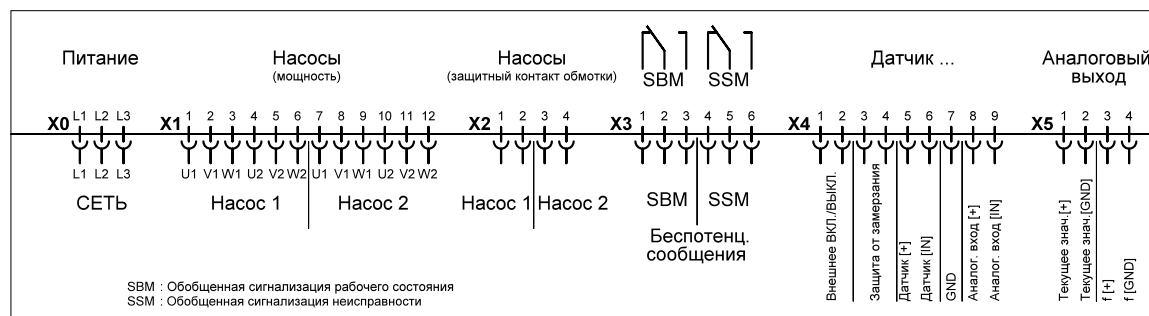 Питание
Насосы
(мощность)
Насосы
(защитный контакт обмотки)
SBM
SSM
Датчик ...
Аналоговый
выход
X0 L1 L2 L3
X1 1 2 3 4 5 6 7 8 9 10 11 12
X2 1 2 3 4
X3 1 2 3 4 5 6
X4 1 2 3 4 5 6 7 8 9
X5 1 2 3 4
L1 L2 L3
U1 V1 W1 U2 V2 W2 U1 V1 W1 U2 V2 W2
СЕТЬ
Насос 1
Насос 2
Насос 1
Насос 2
SBM
SSM
Беспотенц.
сообщения
Внешнее ВКЛ./ВЫКЛ.
Защита от замерзания
Датчик [+]
Датчик [IN]
GND
Аналог. вход [+]
Аналог. вход [IN]
Текущее знач.[+]
Текущее знач.[GND]
f [+]
f [GND]
SBM : Обобщенная сигнализация рабочего состояния
SSM : Обобщенная сигнализация неисправности